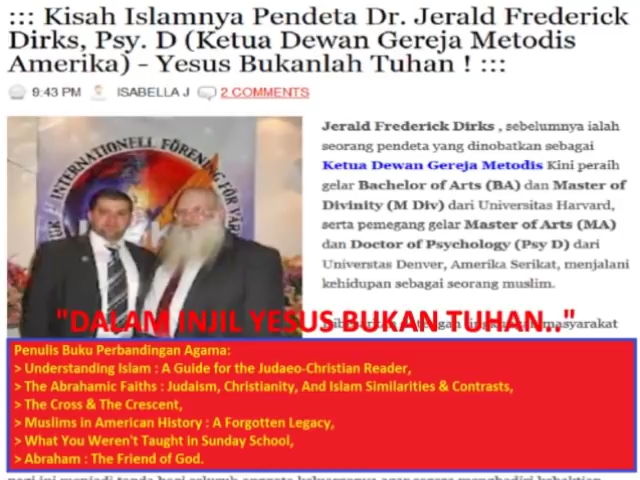 ::: Kisah Islamnya Pendeta Dr. Jerald Frederick
Dirks, Psy. D (Ketua Dewan Gereja Metodis
Amerika) - Yesus Bukanlah Tuhan ! :::
9:43 PM ISABELLA J 2 COMMENTS
INTERNATIONELL FÖRENING FÖR
Jerald Frederick Dirks , sebelumnya ialah
seorang pendeta yang dinobatkan sebagai
Ketua Dewan Gereja Metodis Kini peraih
gelar Bachelor of Arts (BA) dan Master of
Divinity (M Div) dari Universitas Harvard,
serta pemegang gelar Master of Arts (MA)
dan Doctor of Psychology (Psy D) dari
Universtas Denver, Amerika Serikat, menjalani
kehidupan sebagai seorang muslim.
masyarakat
"DALAM INJIL YESUS BUKAN TUHAN.."
Penulis Buku Perbandingan Agama:
> Understanding Islam : A Guide for the Judaeo-Christian Reader,
> The Abrahamic Faiths : Judaism, Christianity, And Islam Similarities & Contrasts,
> The Cross & The Crescent,
> Muslims in American History : A Forgotten Legacy,
> What You Weren't Taught in Sunday School,
> Abraham : The Friend of God.